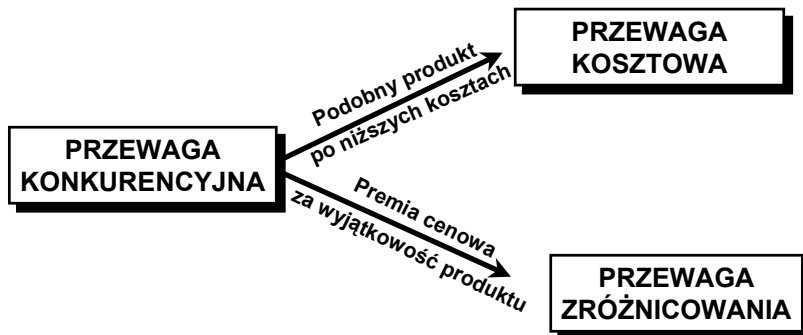 PRZEWAGA
KONKURENCYJNA
Podobny produkt
po niższych kosztach
PRZEWAGA
KOSZTOWA
Premia cenowa
za wyjątkowość produktu
PRZEWAGA
ZRÓŻNICOWANIA